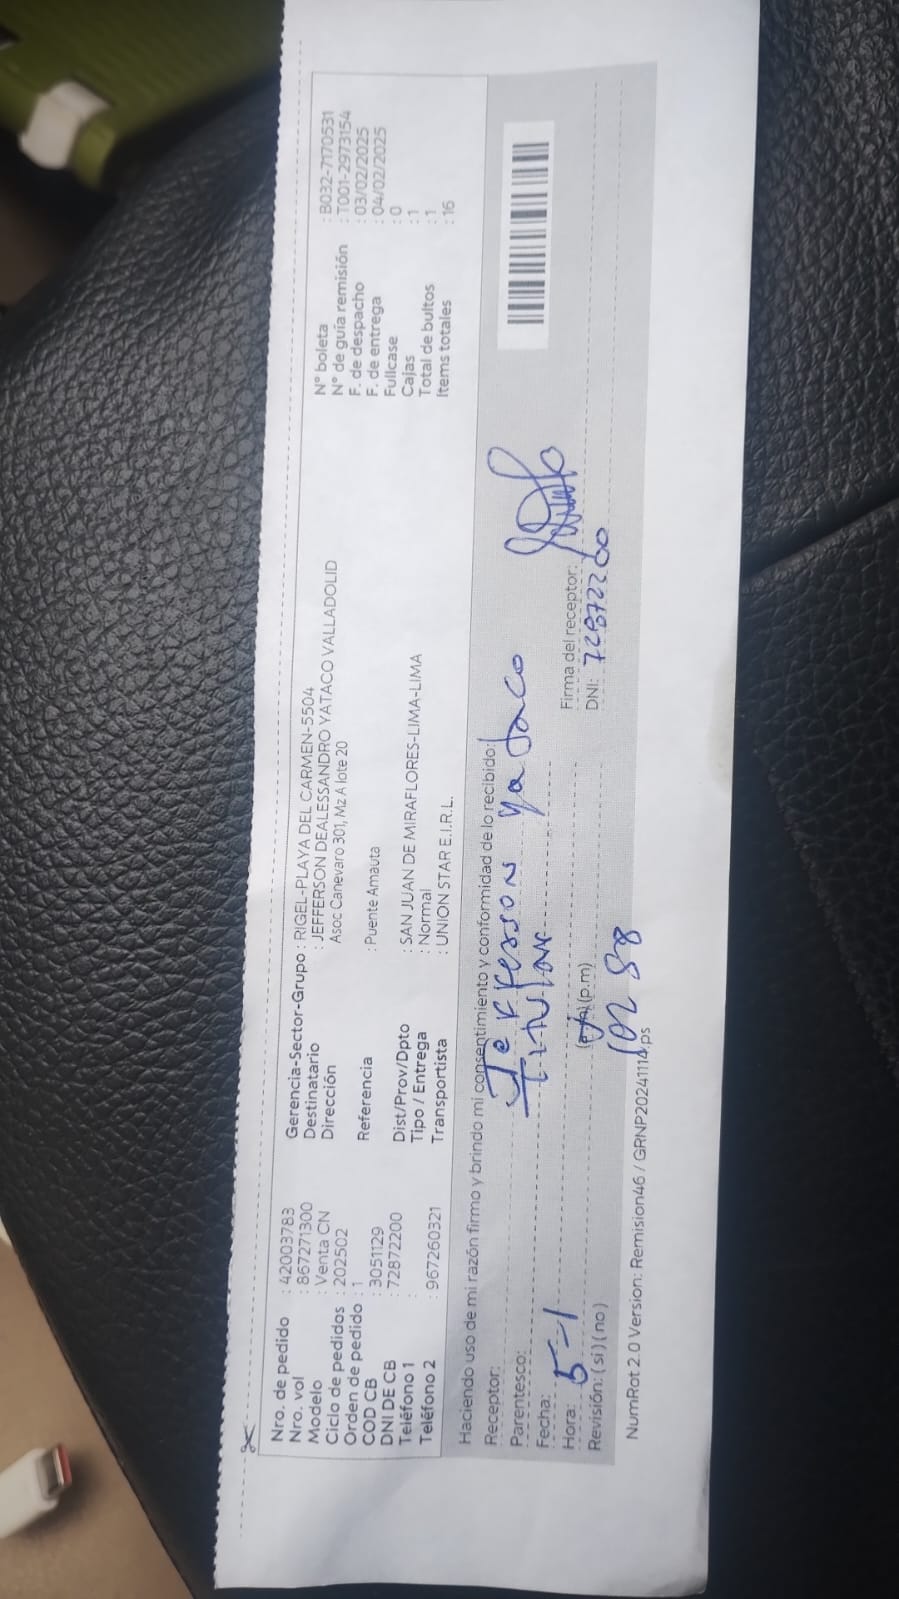 Nro. de pedido : 42003783
Nro. vol : 867271300
Modelo : Venta CN
Ciclo de pedidos : 202502
Orden de pedido : 1
COD CB : 3051129
DNI DE CB : 72872200
Teléfono 1 :
Teléfono 2 : 967260321
Gerencia-Sector-Grupo : RIGEL-PLAYA DEL CARMEN-5504
Destinatario : JEFFERSON DEALESSANDRO YATACO VALLADOLID
Dirección Asoc Canevaro 301, Mz A lote 20
Referencia : Puente Amauta
Dist/Prov/Dpto : SAN JUAN DE MIRAFLORES-LIMA-LIMA
Tipo / Entrega : Normal
Transportista : UNION STAR E.I.R.L.
N° boleta : B032-7170531
N° de guía remisión : T001-2973154
F. de despacho : 03/02/2025
F. de entrega : 04/02/2025
Fullcase : 0
Cajas : 1
Total de bultos : 1
Items totales : 16
Haciendo uso de mi razón firmo y brindo mi consentimiento y conformidad de lo recibido:
Receptor: Jefferson Yataco
Parentesco: titular
Fecha:
Hora: (p.m)
Revisión: (si) (no)
Firma del receptor:
DNI: 72872200
NumRot 2.0 Version: Remision46 / GRNP20241114.ps